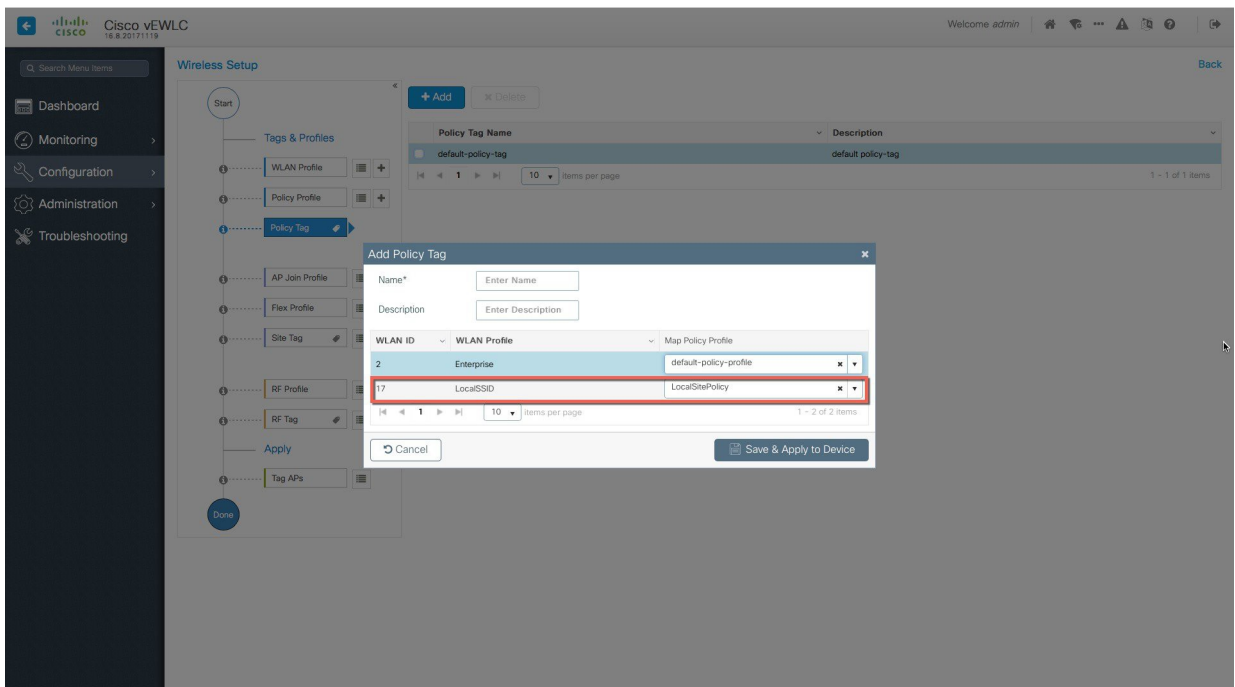 CISCO
Cisco vEWLC
16.8.20171119
Welcome admin
Search Menu Items
Dashboard
Monitoring
Configuration
Administration
Troubleshooting
Wireless Setup
Back
Start
Tags & Profiles
WLAN Profile
Policy Profile
Policy Tag
AP Join Profile
Flex Profile
Site Tag
RF Profile
RF Tag
Apply
Tag APs
Done
+ Add
Delete
Policy Tag Name Description
default-policy-tag default policy-tag
1 10 items per page 1 - 1 of 1 items
Add Policy Tag
Name* Enter Name
Description Enter Description
WLAN ID WLAN Profile Map Policy Profile
2 Enterprise default-policy-profile
17 LocalSSID LocalSitePolicy
1 10 items per page 1 - 2 of 2 items
Cancel
Save & Apply to Device